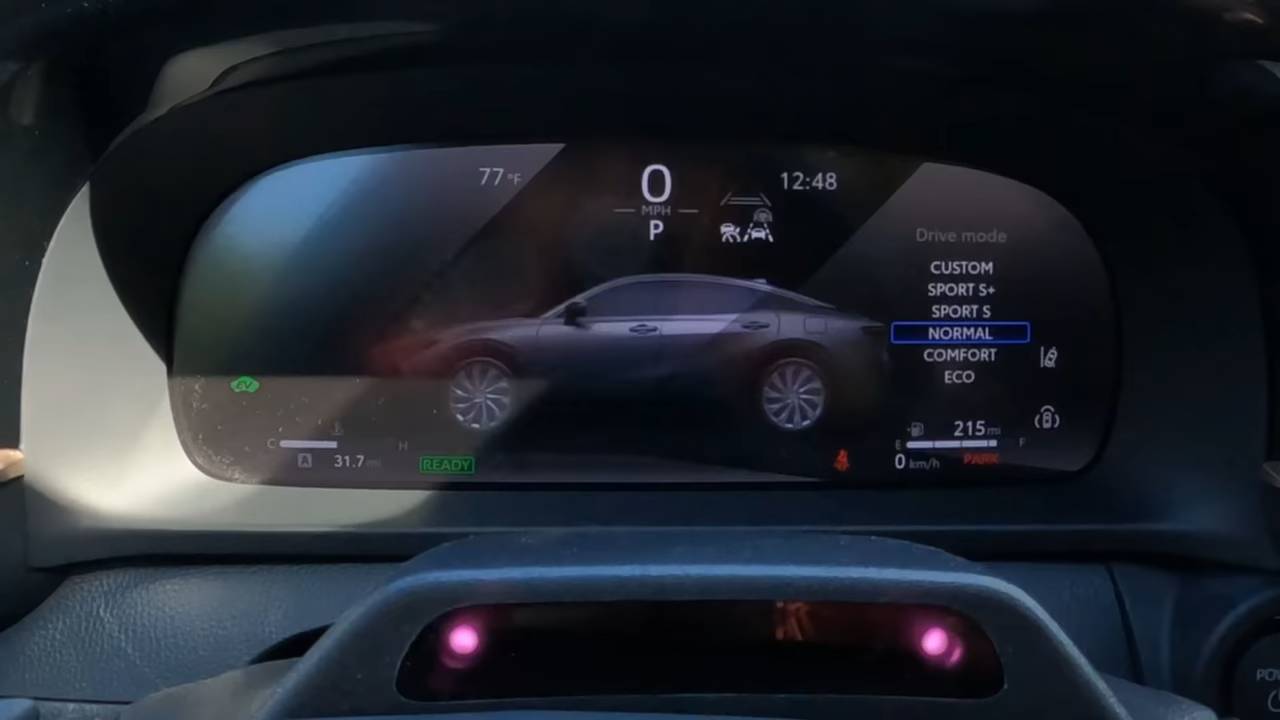 77°F
0
MPH
P
12:48
Drive mode
CUSTOM
SPORT S+
SPORT S
NORMAL
COMFORT
ECO
EV
C
H
A
31.7 mi
READY
215 mi
E
F
0 km/h
PARK